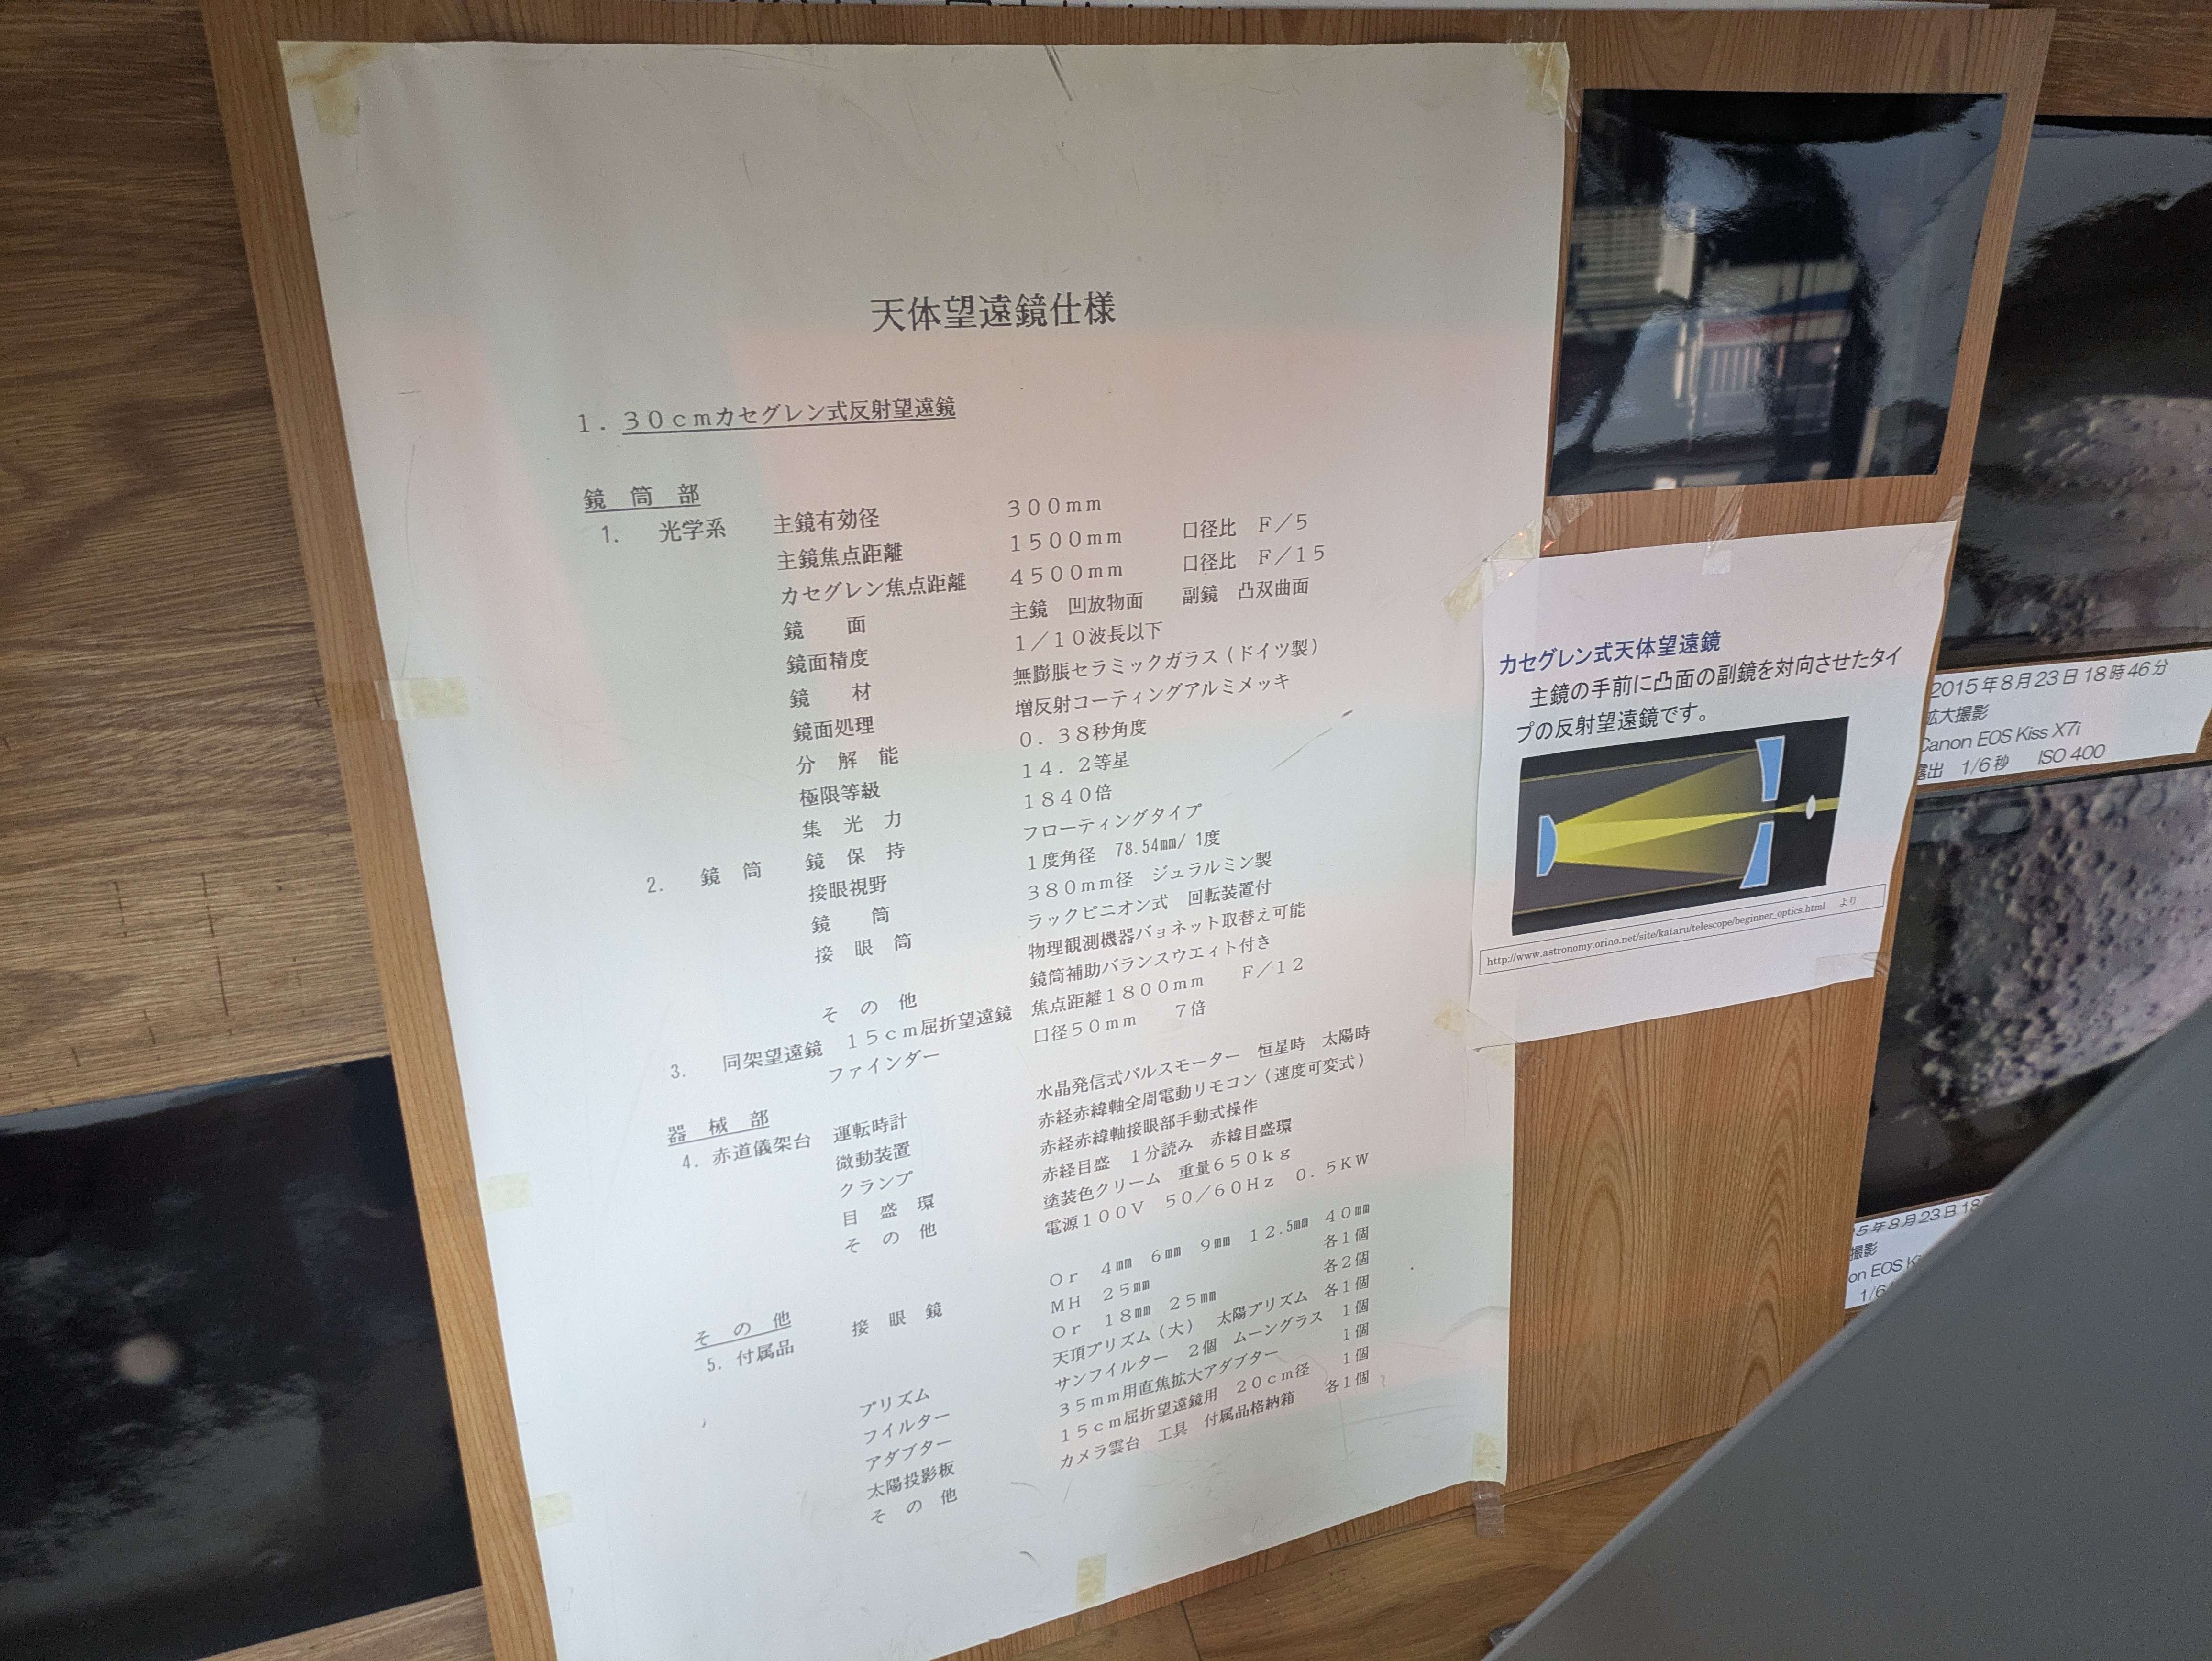 天体望遠鏡仕様
1.30cmカセグレン式反射望遠鏡
鏡筒部
1. 光学系 主鏡有効径 300mm
主鏡焦点距離 1500mm 口径比 F/5
カセグレン焦点距離 4500mm 口径比 F/15
鏡面 主鏡 凹放物面 副鏡 凸双曲面
鏡面精度 1/10波長以下
鏡材 無膨脹セラミックガラス(ドイツ製)
鏡面処理 増反射コーティングアルミメッキ
分解能 0.38秒角度
極限等級 14.2等星
集光力 1840倍
2. 鏡筒 鏡保持 フローティングタイプ
接眼視野 1度角径 78.54mm/1度
鏡筒 380mm径 ジュラルミン製
接眼筒 ラックピニオン式 回転装置付
物理観測機器バョネット取替え可能
その他 鏡筒補助バランスウエィト付き
3. 同架望遠鏡 15cm屈折望遠鏡 焦点距離1800mm F/12
ファインダー 口径50mm 7倍
器械部
4. 赤道儀架台 運転時計 水晶発信式パルスモーター 恒星時 太陽時
微動装置 赤経赤緯軸全周電動リモコン(速度可変式)
クランプ 赤経赤緯軸接眼部手動式操作
目盛環 赤経目盛 1分読み 赤緯目盛環
その他 塗装色クリーム 重量650kg
電源100V 50/60Hz 0.5KW
その他
5. 付属品 接眼鏡 Or 4mm 6mm 9mm 12.5mm 40mm
MH 25mm 各1個
Or 18mm 25mm 各2個
プリズム 天頂プリズム(大) 太陽プリズム 各1個
フイルター サンフイルター 2個 ムーングラス 1個
アダプター 35mm用直焦拡大アダプター 1個
太陽投影板 15cm屈折望遠鏡用 20cm径 1個
その他 カメラ雲台 工具 付属品格納箱 各1個
カセグレン式天体望遠鏡
主鏡の手前に凸面の副鏡を対向させたタイ
プの反射望遠鏡です。
http://www.astronomy.orino.net/site/kataru/telescope/beginner_optics.html より
2015年8月23日18時46分
拡大撮影
Canon EOS Kiss X7i
露出 1/6秒 ISO 400
5年8月23日18
撮影
on EOS K
1/6